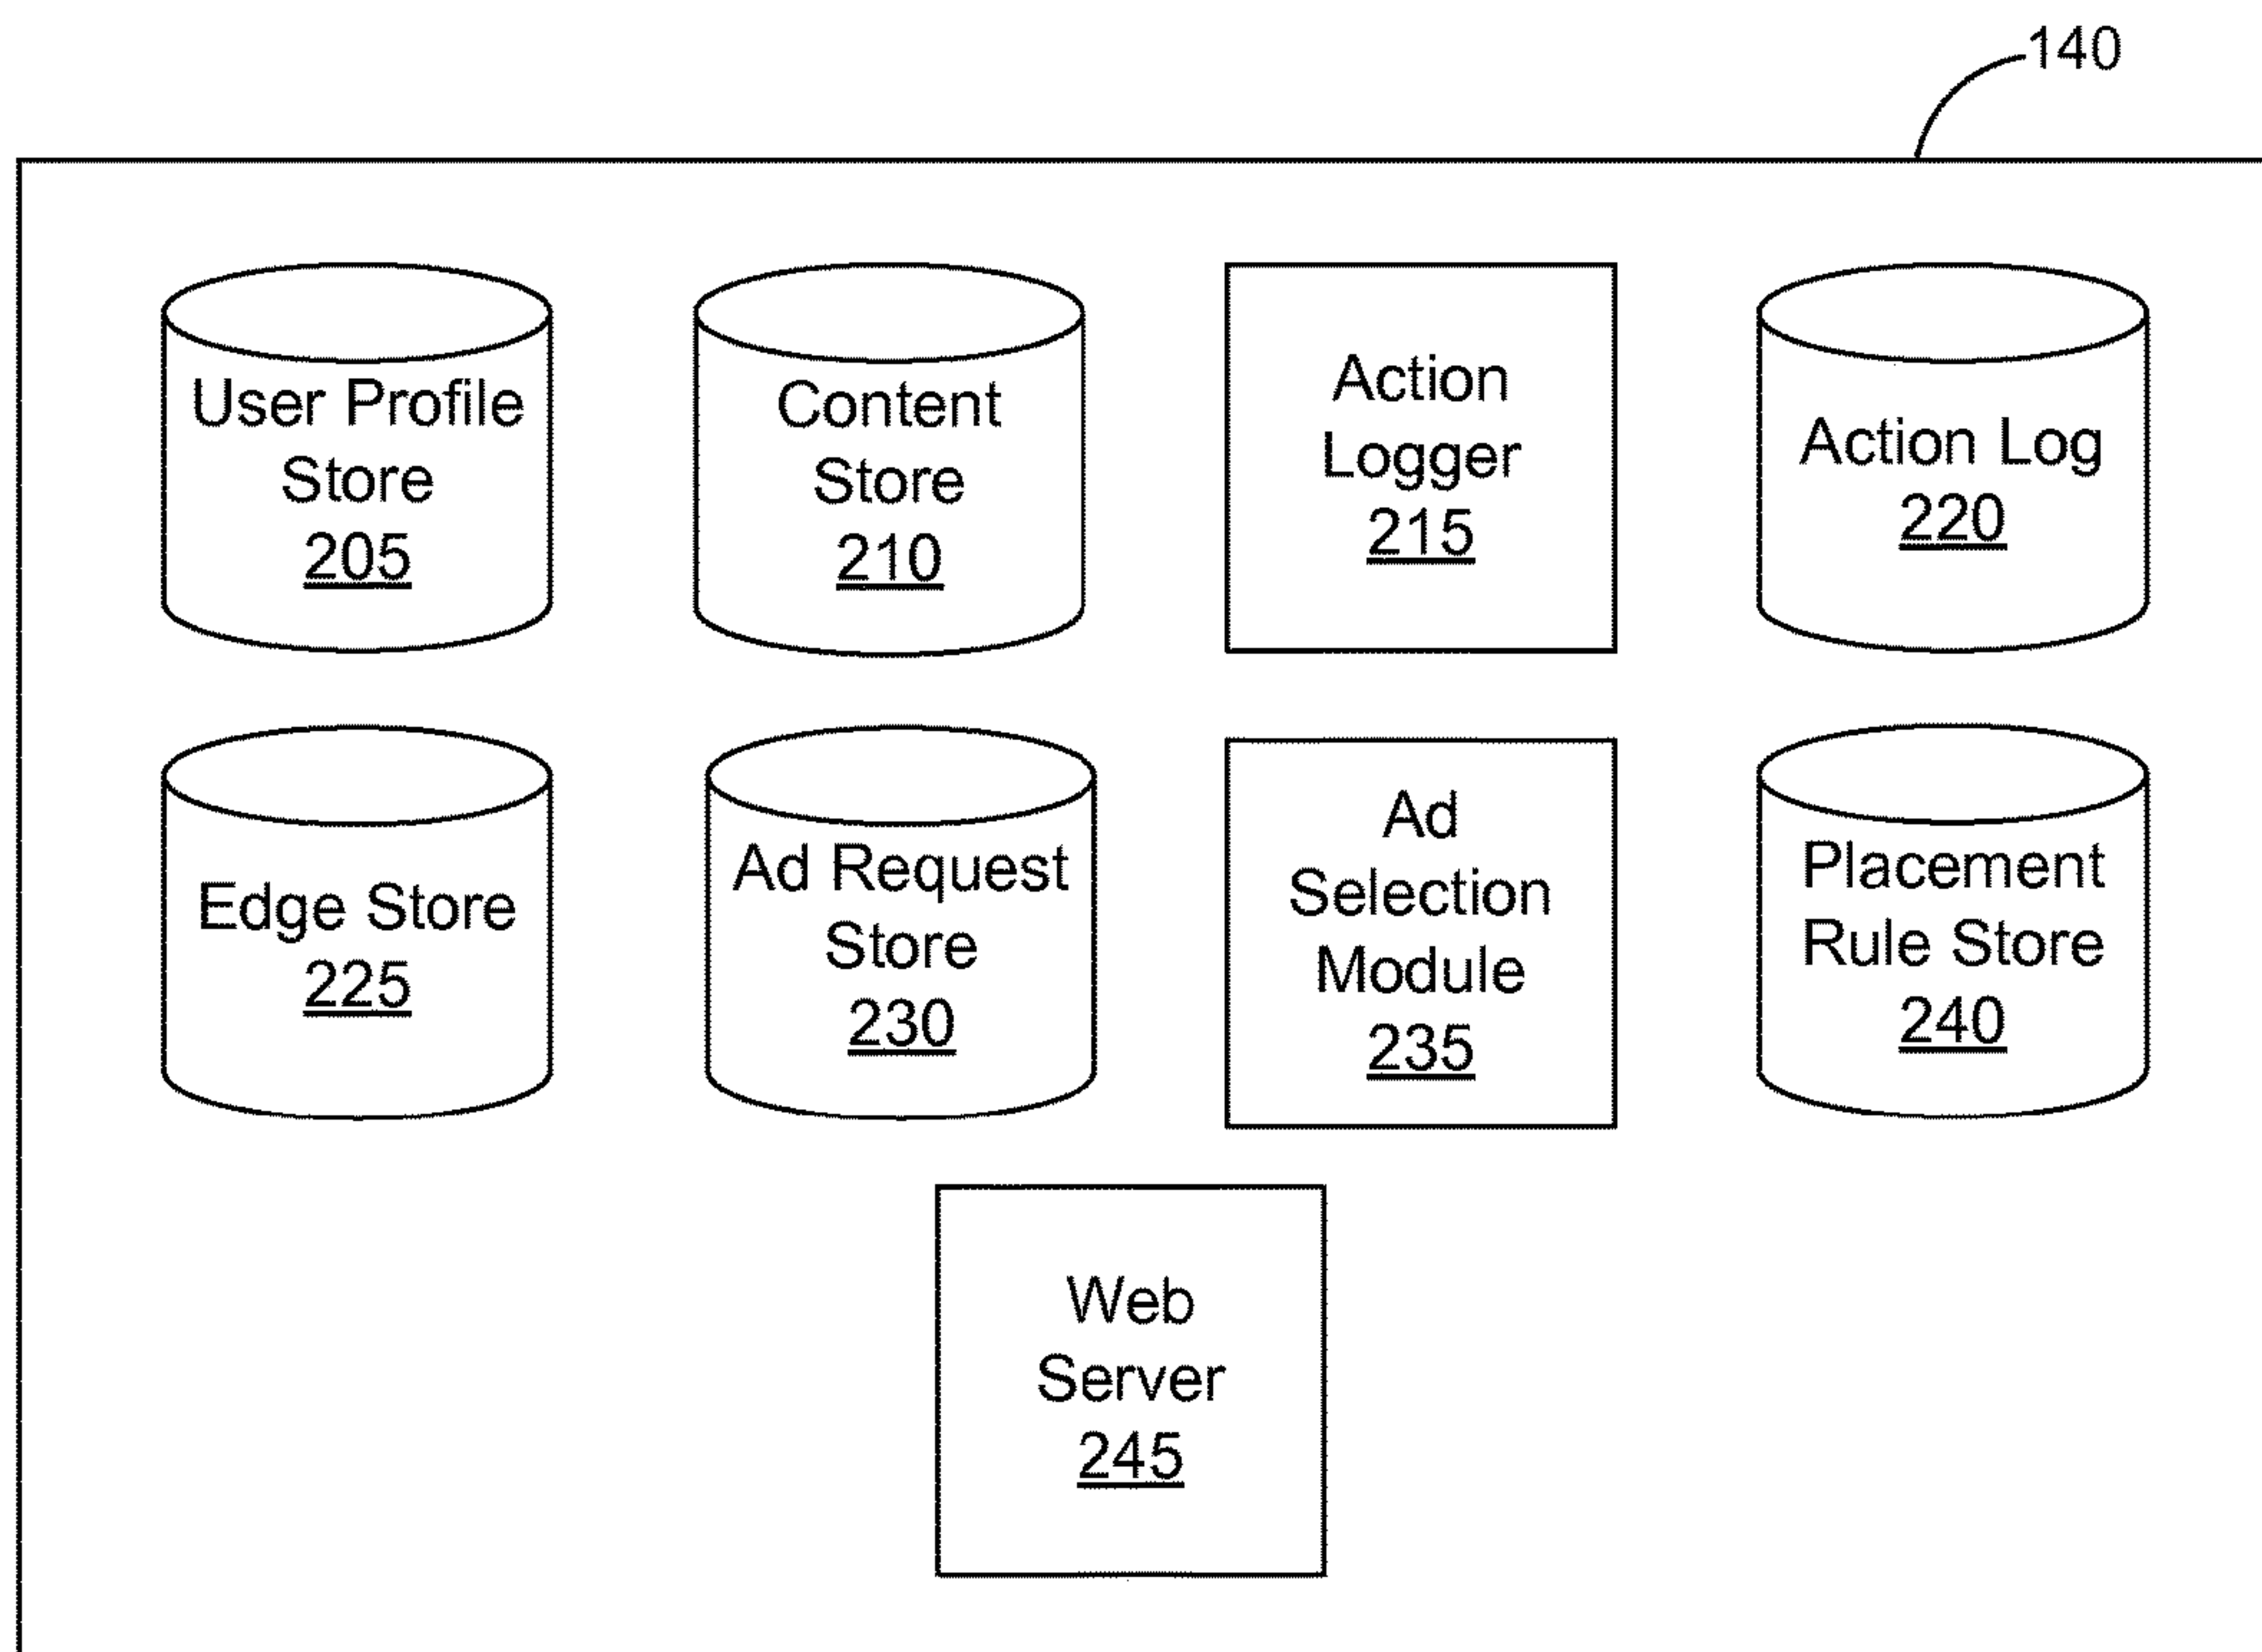 140
User Profile
Store
205
Content
Store
210
Action
Logger
215
Action Log
220
Edge Store
225
Ad Request
Store
230
Ad
Selection
Module
235
Placement
Rule Store
240
Web
Server
245